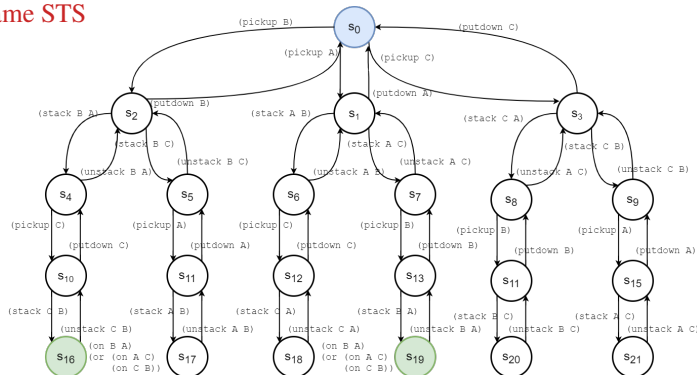 ame STS
(pickup B)
s0
(putdown C)
(pickup A)
(pickup C)
(putdown B)
(putdown A)
s2
s1
s3
(stack B A)
(stack B C)
(stack A B)
(stack A C)
(stack C A)
(stack C B)
(unstack B A)
(unstack B C)
(unstack A B)
(unstack A C)
(unstack A C)
(unstack C B)
s4
s5
s6
s7
s8
s9
(pickup C)
(pickup A)
(pickup C)
(pickup B)
(pickup B)
(pickup A)
(putdown C)
(putdown A)
(putdown C)
(putdown B)
(putdown B)
(putdown A)
s10
s11
s12
s13
s11
s15
(stack C B)
(stack A B)
(stack C A)
(stack B A)
(stack B C)
(stack A C)
(unstack C B)
(unstack A B)
(unstack C A)
(unstack B A)
(unstack B C)
(unstack A C)
s16
(on B A)
(or (on A C)
(on C B))
s17
s18
(on B A)
(or (on A C)
(on C B))
s19
s20
s21